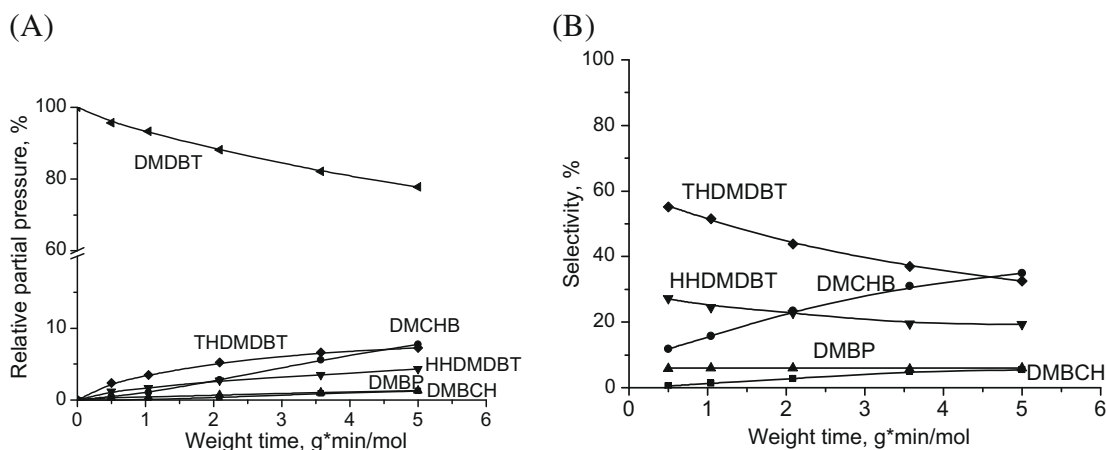 (A)
Relative partial pressure, %
100
80
60
10
5
0
0 1 2 3 4 5 6
Weight time, g*min/mol
DMDBT
THDMDBT
DMCHB
HHDMDBT
DMBP
DMBCH
(B)
Selectivity, %
100
80
60
40
20
0
0 1 2 3 4 5 6
Weight time, g*min/mol
THDMDBT
HHDMDBT
DMCHB
DMBP
DMBCH